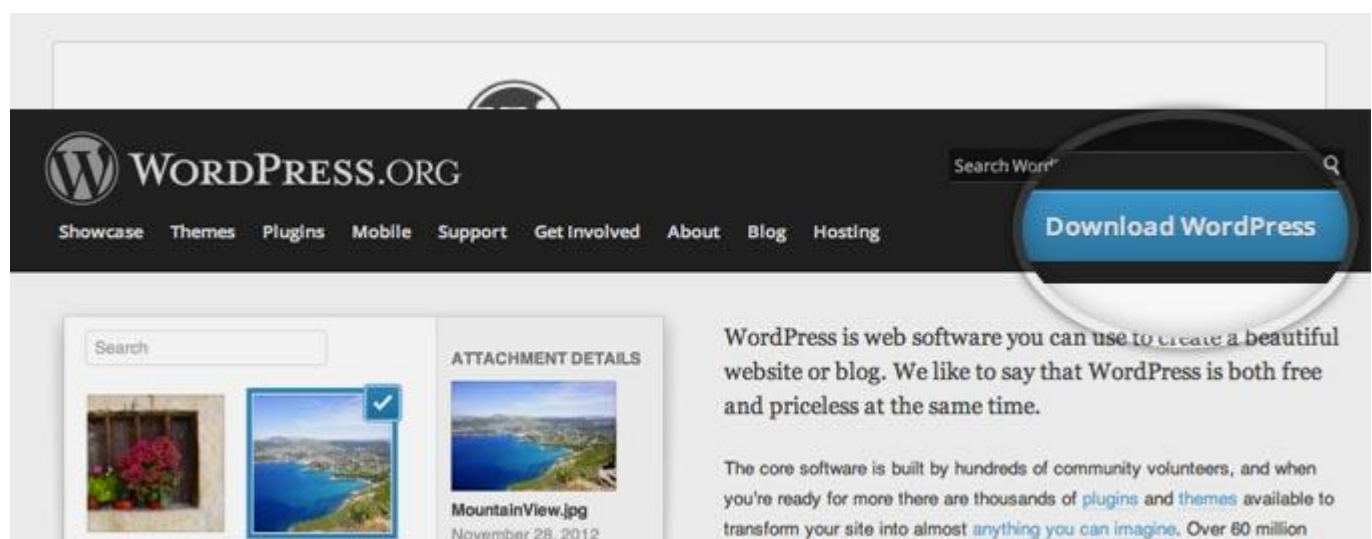 WORDPRESS.ORG
Search Word
Showcase Themes Plugins Mobile Support Get Involved About Blog Hosting
Download WordPress
Search
ATTACHMENT DETAILS
MountainView.jpg
November 28, 2012
WordPress is web software you can use to create a beautiful
website or blog. We like to say that WordPress is both free
and priceless at the same time.
The core software is built by hundreds of community volunteers, and when
you're ready for more there are thousands of plugins and themes available to
transform your site into almost anything you can imagine. Over 60 million